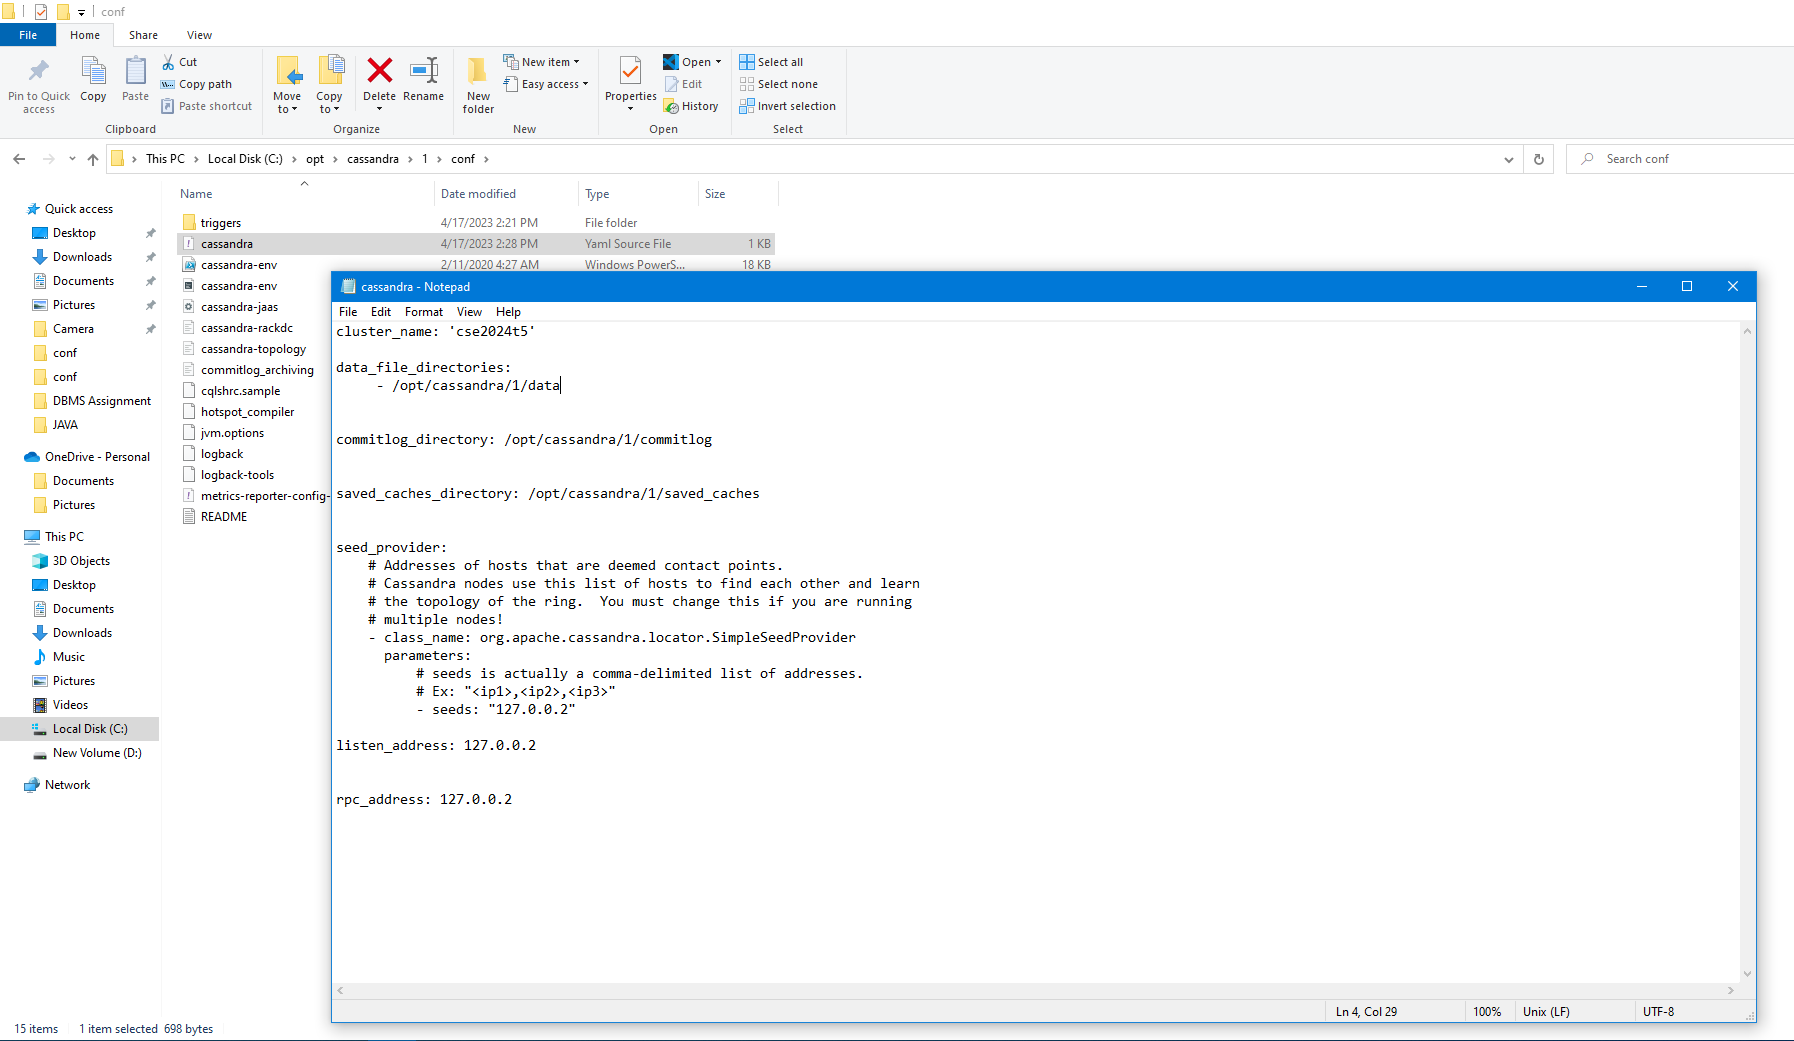 conf
File Home Share View
Pin to Quick access
Copy
Paste
Cut
Copy path
Paste shortcut
Clipboard
Move to
Copy to
Delete
Rename
Organize
New folder
New item
Easy access
New
Properties
Open
Edit
History
Open
Select all
Select none
Invert selection
Select
This PC Local Disk (C:) opt cassandra 1 conf
Search conf
Quick access
Desktop
Downloads
Documents
Pictures
Camera
conf
conf
DBMS Assignment
JAVA
OneDrive - Personal
Documents
Pictures
This PC
3D Objects
Desktop
Documents
Downloads
Music
Pictures
Videos
Local Disk (C:)
New Volume (D:)
Network
Name Date modified Type Size
triggers 4/17/2023 2:21 PM File folder
cassandra 4/17/2023 2:28 PM Yaml Source File 1 KB
cassandra-env 2/11/2020 4:27 AM Windows PowerS... 18 KB
cassandra-env
cassandra-jaas
cassandra-rackdc
cassandra-topology
commitlog_archiving
cqlshrc.sample
hotspot_compiler
jvm.options
logback
logback-tools
metrics-reporter-config-
README
cassandra - Notepad
File Edit Format View Help
cluster_name: 'cse2024t5'
data_file_directories:
- /opt/cassandra/1/data
commitlog_directory: /opt/cassandra/1/commitlog
saved_caches_directory: /opt/cassandra/1/saved_caches
seed_provider:
# Addresses of hosts that are deemed contact points.
# Cassandra nodes use this list of hosts to find each other and learn
# the topology of the ring.  You must change this if you are running
# multiple nodes!
- class_name: org.apache.cassandra.locator.SimpleSeedProvider
parameters:
# seeds is actually a comma-delimited list of addresses.
# Ex: "<ip1>,<ip2>,<ip3>"
- seeds: "127.0.0.2"
listen_address: 127.0.0.2
rpc_address: 127.0.0.2
Ln 4, Col 29 100% Unix (LF) UTF-8
15 items 1 item selected 698 bytes